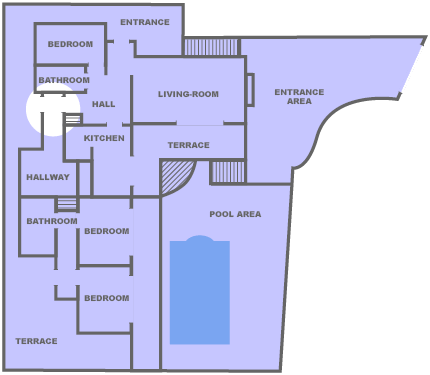 ENTRANCE
BEDROOM
BATHROOM
HALL
LIVING-ROOM
ENTRANCE
AREA
KITCHEN
TERRACE
HALLWAY
BATHROOM
POOL AREA
BEDROOM
BEDROOM
TERRACE